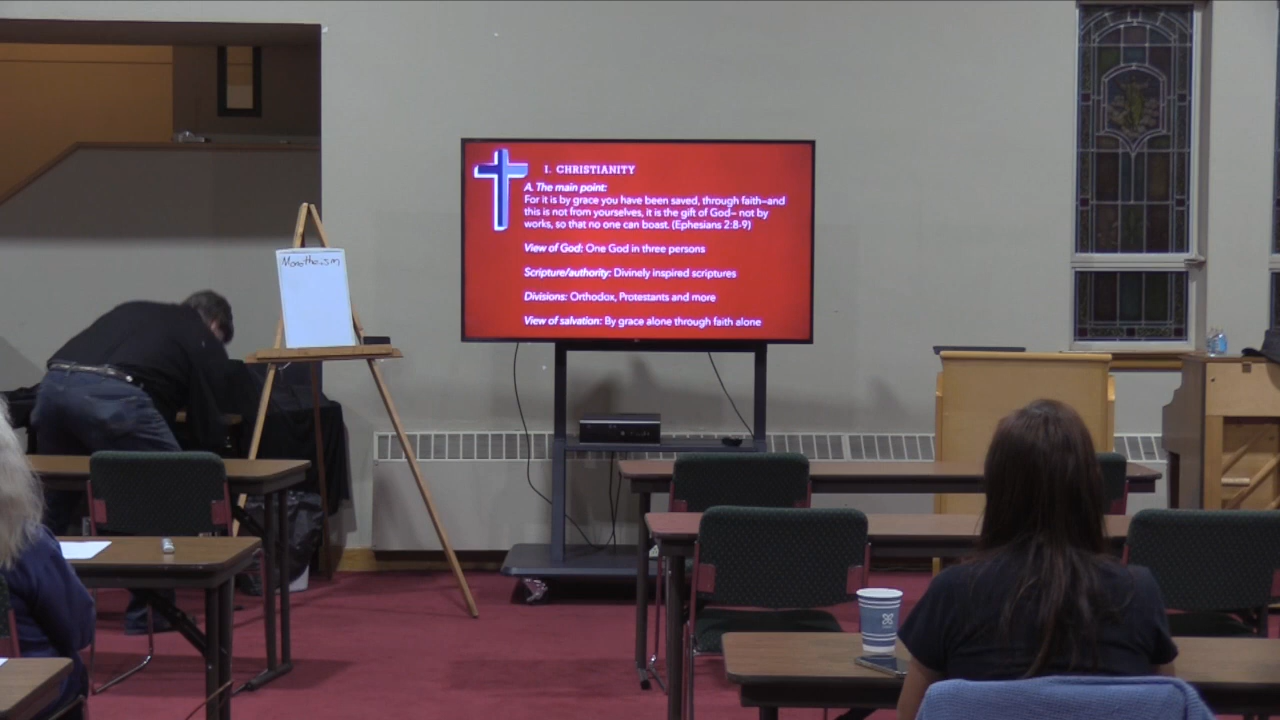 Monotheism
I. CHRISTIANITY
A. The main point:
For it is by grace you have been saved, through faith–and
this is not from yourselves, it is the gift of God– not by
works, so that no one can boast. (Ephesians 2:8-9)
View of God: One God in three persons
Scripture/authority: Divinely inspired scriptures
Divisions: Orthodox, Protestants and more
View of salvation: By grace alone through faith alone